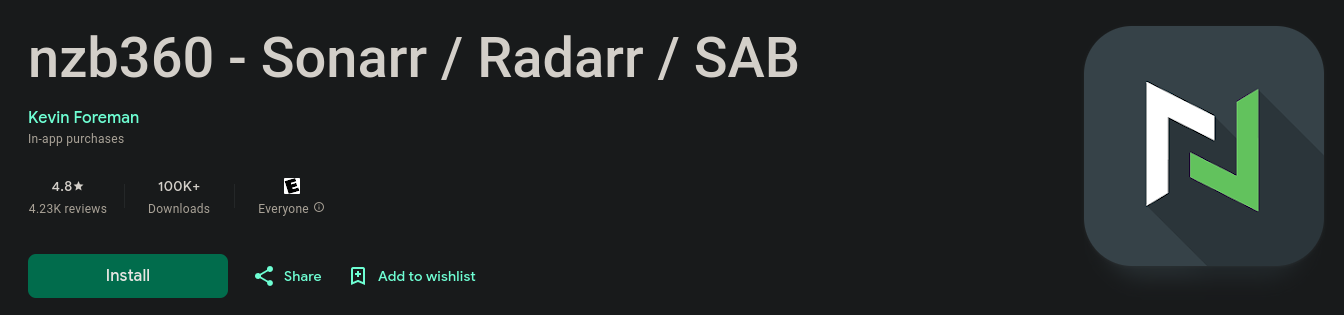 nzb360 - Sonarr / Radarr / SAB
Kevin Foreman
In-app purchases
4.8★ 100K+ E
4.23K reviews Downloads Everyone
Install Share Add to wishlist